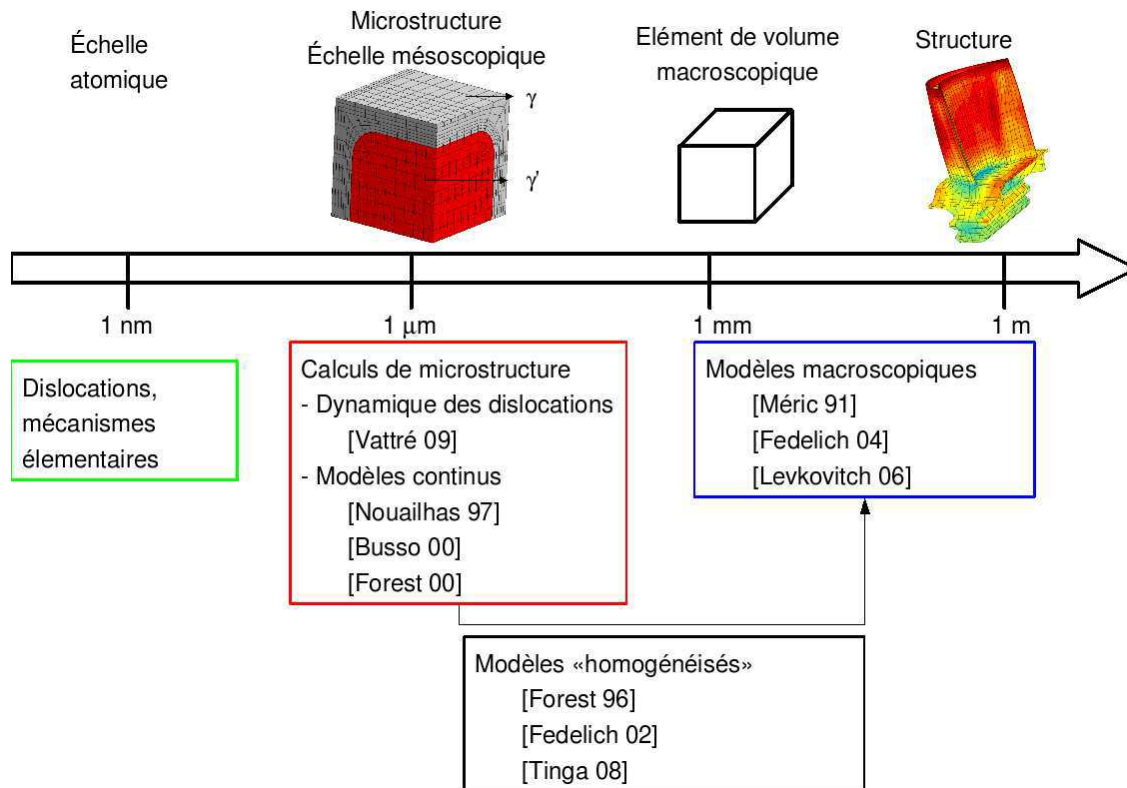 Échelle
atomique
Microstructure
Échelle mésoscopique
γ
γ'
Elément de volume
macroscopique
Structure
1 nm
1 μm
1 mm
1 m
Dislocations,
mécanismes
élementaires
Calculs de microstructure
- Dynamique des dislocations
[Vattré 09]
- Modèles continus
[Nouailhas 97]
[Busso 00]
[Forest 00]
Modèles macroscopiques
[Méric 91]
[Fedelich 04]
[Levkovitch 06]
Modèles «homogénéisés»
[Forest 96]
[Fedelich 02]
[Tinga 08]